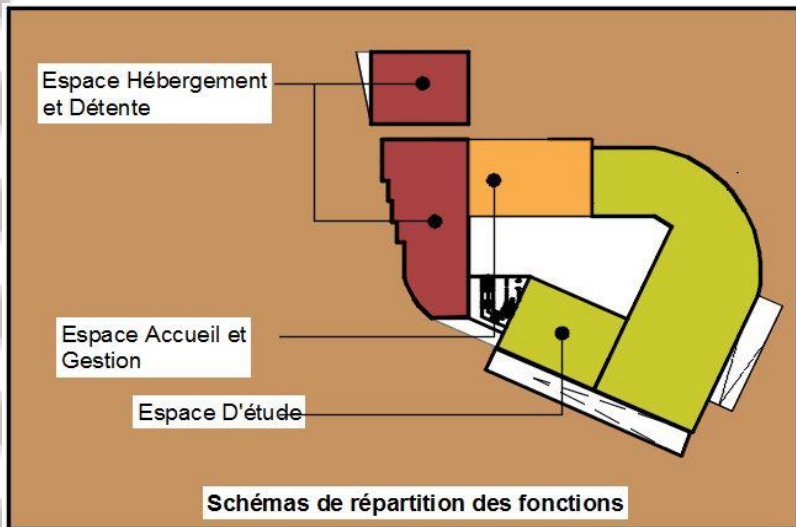 Espace Hébergement
et Détente
Espace Accueil et
Gestion
Espace D'étude
Schémas de répartition des fonctions